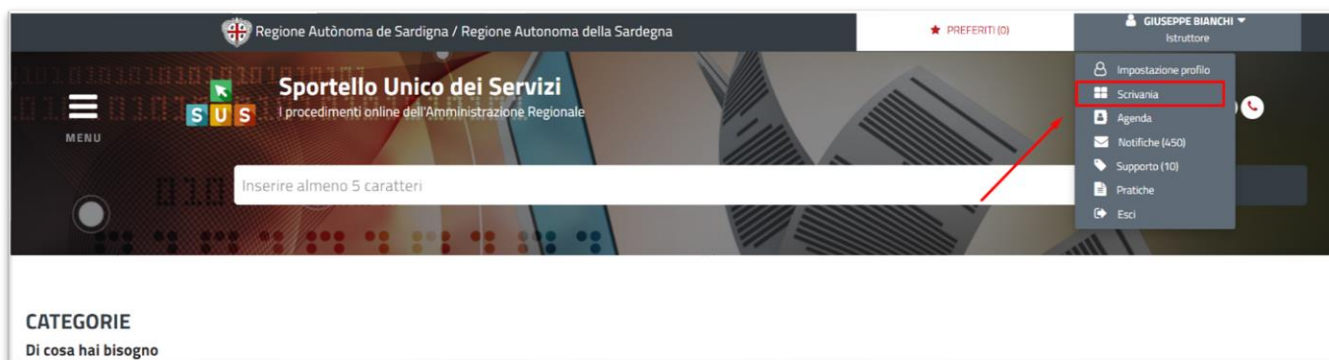 Regione Autònoma de Sardigna / Regione Autonoma della Sardegna
PREFERITI (0)
GIUSEPPE BIANCHI
Istruttore
Impostazione profilo
Scrivania
Agenda
Notifiche (450)
Supporto (10)
Pratiche
Esci
MENU
SUS
Sportello Unico dei Servizi
I procedimenti online dell'Amministrazione Regionale
Inserire almeno 5 caratteri
CATEGORIE
Di cosa hai bisogno